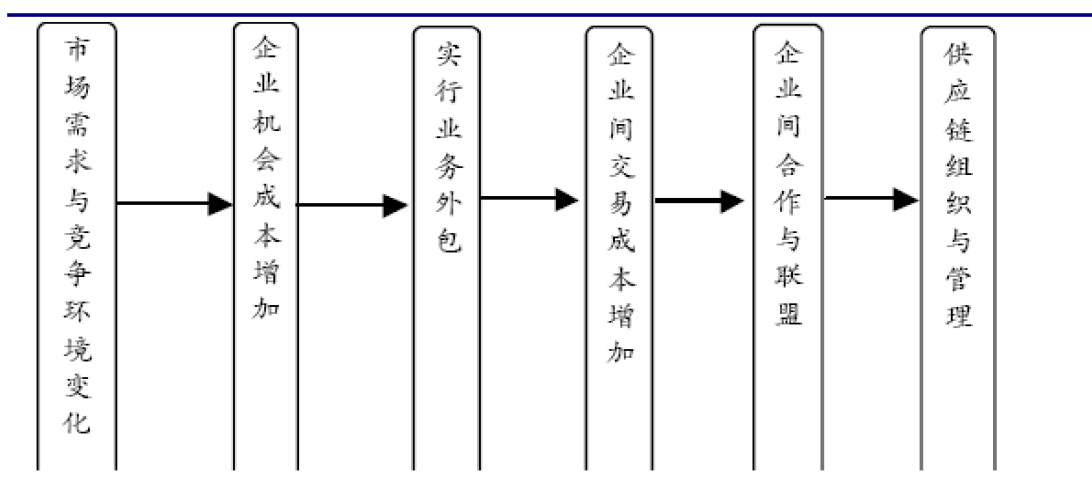 市场需求与竞争环境变化
企业机会成本增加
实行业务外包
企业间交易成本增加
企业间合作与联盟
供应链组织与管理